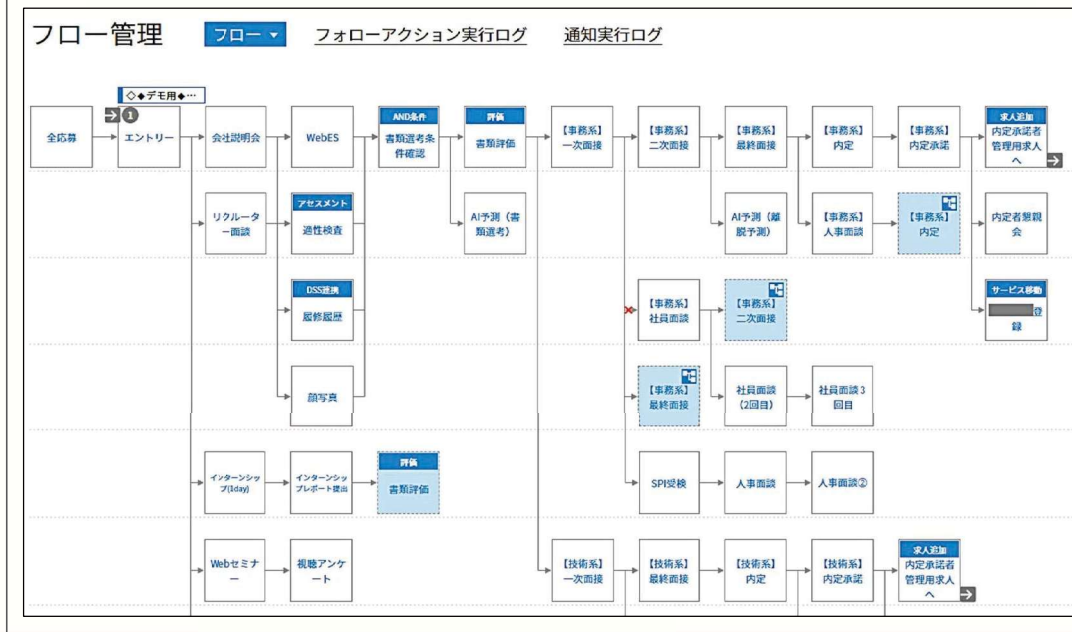 フロー管理
フロー
フォローアクション実行ログ
通知実行ログ
◇◆デモ用◆…
1
全応募
エントリー
会社説明会
WebES
AND条件
書類選考条
件確認
評価
書類評価
【事務系】
一次面接
【事務系】
二次面接
【事務系】
最終面接
【事務系】
内定
【事務系】
内定承諾
求人追加
内定承諾者
管理用求人
へ
リクルータ
ー面談
アセスメント
適性検査
AI予測（書
類選考）
AI予測（離
脱予測）
【事務系】
人事面談
【事務系】
内定
内定者懇親
会
DSS連携
履修履歴
【事務系】
社員面談
【事務系】
二次面接
サービス移動
登
録
顔写真
【事務系】
最終面接
社員面談
(2回目)
社員面談3
回目
インターンシッ
プ(1day)
インターンシッ
プレポート提出
評価
書類評価
SPI受検
人事面談
人事面談②
Webセミナ
ー
視聴アンケ
ート
【技術系】
一次面接
【技術系】
最終面接
【技術系】
内定
【技術系】
内定承諾
求人追加
内定承諾者
管理用求人
へ